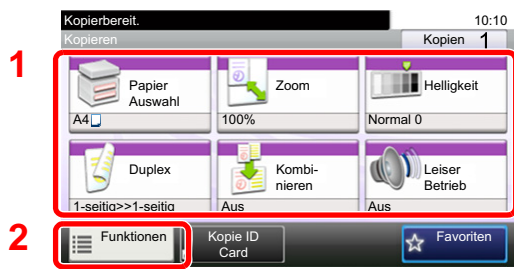 Kopierbereit.
10:10
Kopieren
Kopien 1
1
Papier
Auswahl
A4
Zoom
100%
Helligkeit
Normal 0
Duplex
1-seitig>>1-seitig
Kombi-
nieren
Aus
Leiser
Betrieb
Aus
2
Funktionen
Kopie ID
Card
Favoriten